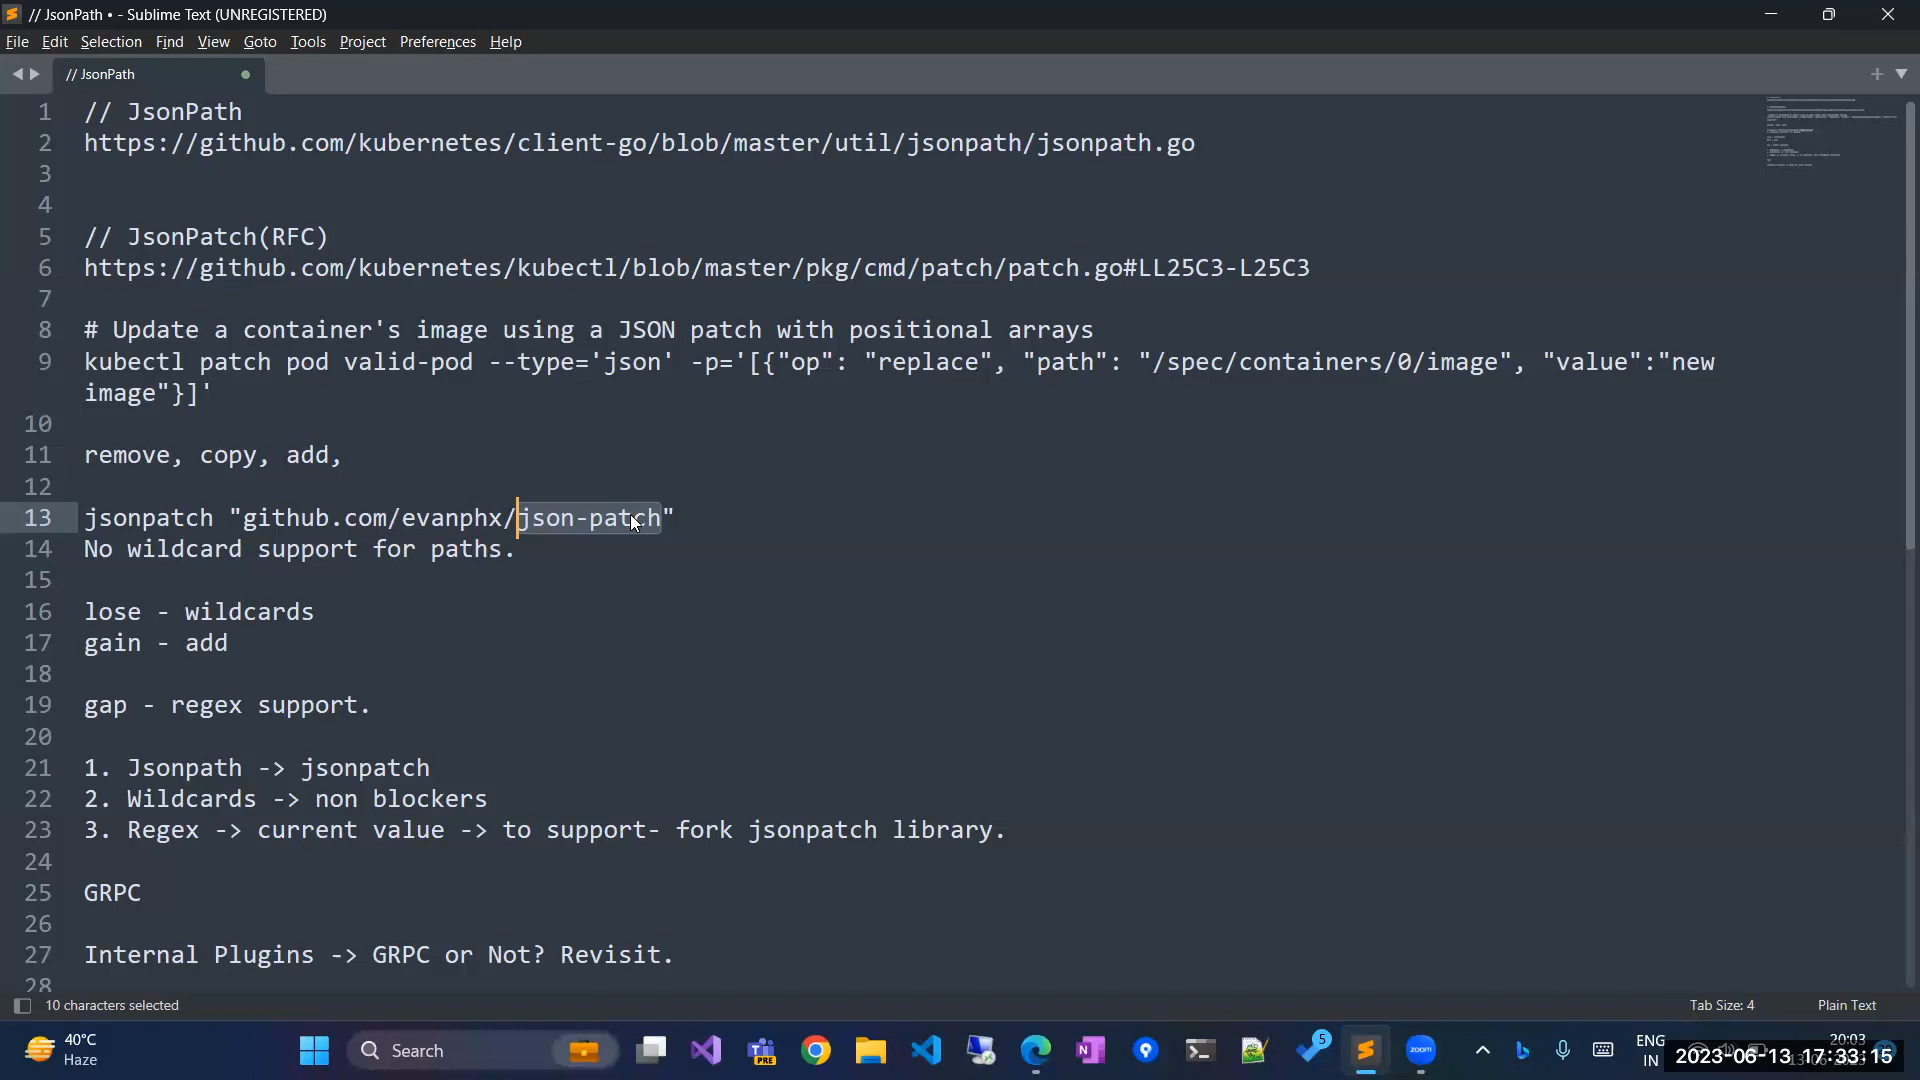 // JsonPath • - Sublime Text (UNREGISTERED)
File Edit Selection Find View Goto Tools Project Preferences Help
// JsonPath
1 // JsonPath
2 https://github.com/kubernetes/client-go/blob/master/util/jsonpath/jsonpath.go
3
4
5 // JsonPatch(RFC)
6 https://github.com/kubernetes/kubectl/blob/master/pkg/cmd/patch/patch.go#LL25C3-L25C3
7
8 # Update a container's image using a JSON patch with positional arrays
9 kubectl patch pod valid-pod --type='json' -p='[{"op": "replace", "path": "/spec/containers/0/image", "value":"new
image"}]'
10
11 remove, copy, add,
12
13 jsonpatch "github.com/evanphx/json-patch"
14 No wildcard support for paths.
15
16 lose - wildcards
17 gain - add
18
19 gap - regex support.
20
21 1. Jsonpath -> jsonpatch
22 2. Wildcards -> non blockers
23 3. Regex -> current value -> to support- fork jsonpatch library.
24
25 GRPC
26
27 Internal Plugins -> GRPC or Not? Revisit.
28
10 characters selected Tab Size: 4 Plain Text
40°C
Haze
Search
PRE
5
zoom
ENG
IN
20:03
2023-06-13 17:33:15